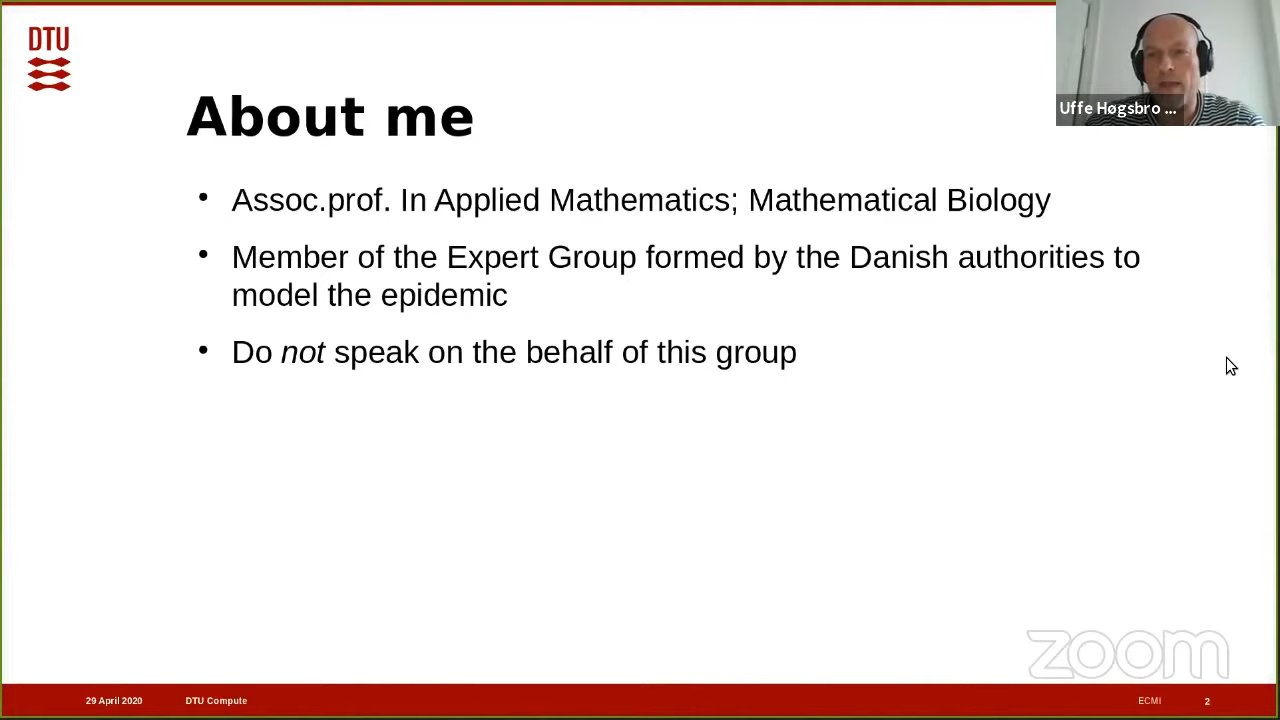 DTU
Uffe Høgsbro ...
About me
• Assoc.prof. In Applied Mathematics; Mathematical Biology
• Member of the Expert Group formed by the Danish authorities to
model the epidemic
• Do not speak on the behalf of this group
zoom
29 April 2020 DTU Compute ECMI 2